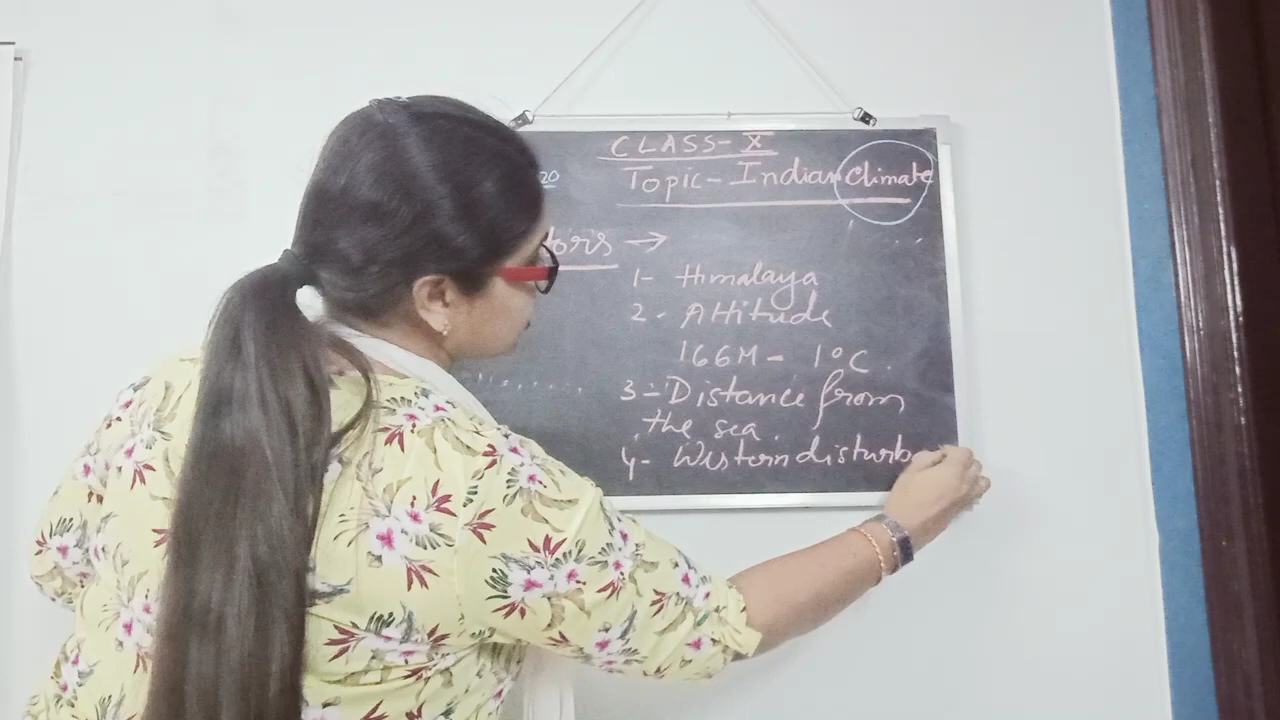 CLASS-X
20
Topic-Indian Climate
tors →
1- Himalaya
2- Altitude
166M - 1°C.
3-Distance from
the sea.
4- Western disturb